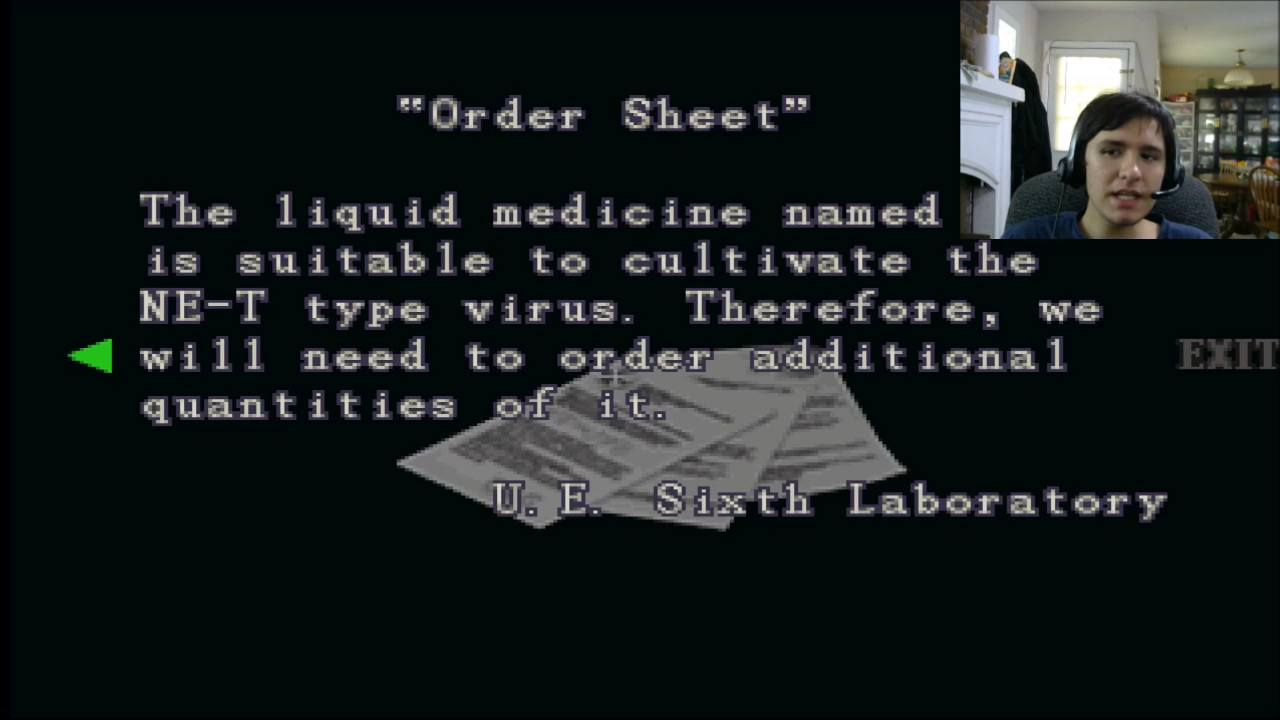 "Order Sheet"
The liquid medicine named
is suitable to cultivate the
NE-T type virus. Therefore, we
will need to order additional
EXIT
quantities of it.
U.E. Sixth Laboratory